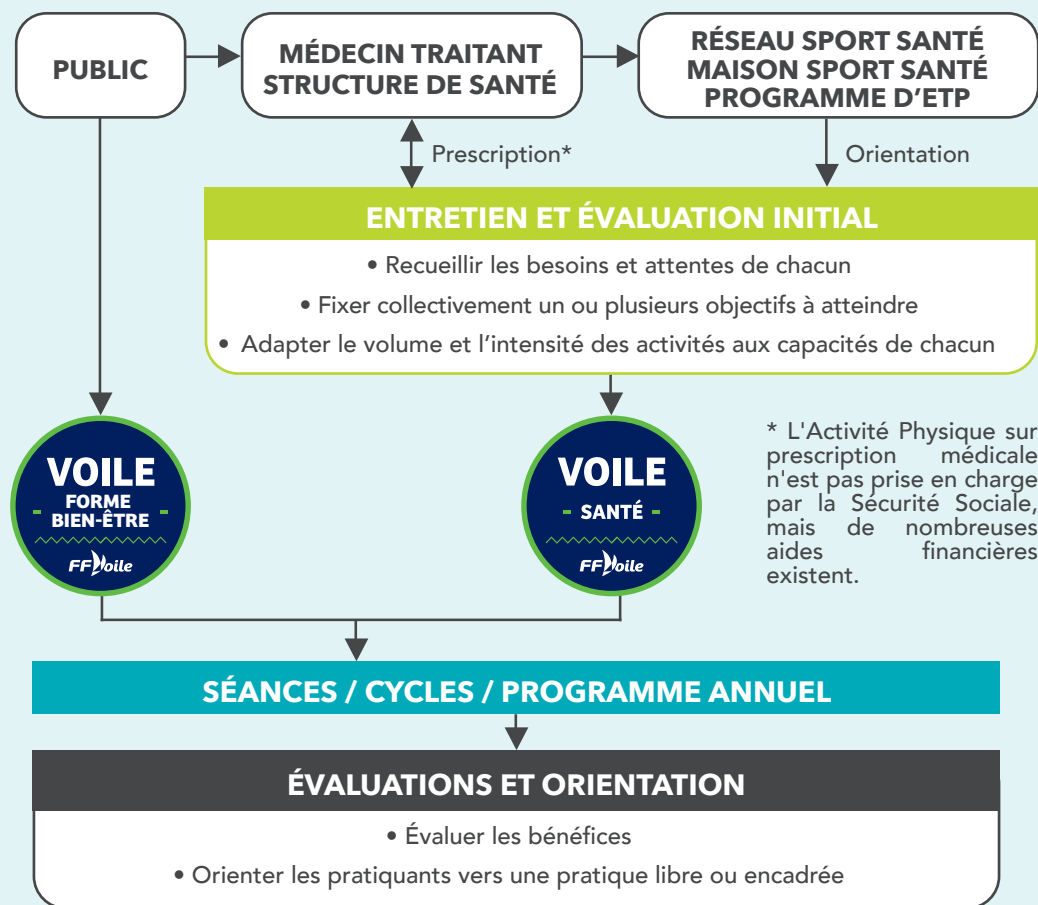 PUBLIC
MÉDECIN TRAITANT
STRUCTURE DE SANTÉ
RÉSEAU SPORT SANTÉ
MAISON SPORT SANTÉ
PROGRAMME D'ETP
Prescription*
Orientation
ENTRETIEN ET ÉVALUATION INITIAL
• Recueillir les besoins et attentes de chacun
• Fixer collectivement un ou plusieurs objectifs à atteindre
• Adapter le volume et l'intensité des activités aux capacités de chacun
VOILE
FORME
BIEN-ÊTRE
FFVoile
VOILE
SANTÉ
FFVoile
* L'Activité Physique sur
prescription médicale
n'est pas prise en charge
par la Sécurité Sociale,
mais de nombreuses
aides financières
existent.
SÉANCES / CYCLES / PROGRAMME ANNUEL
ÉVALUATIONS ET ORIENTATION
• Évaluer les bénéfices
• Orienter les pratiquants vers une pratique libre ou encadrée